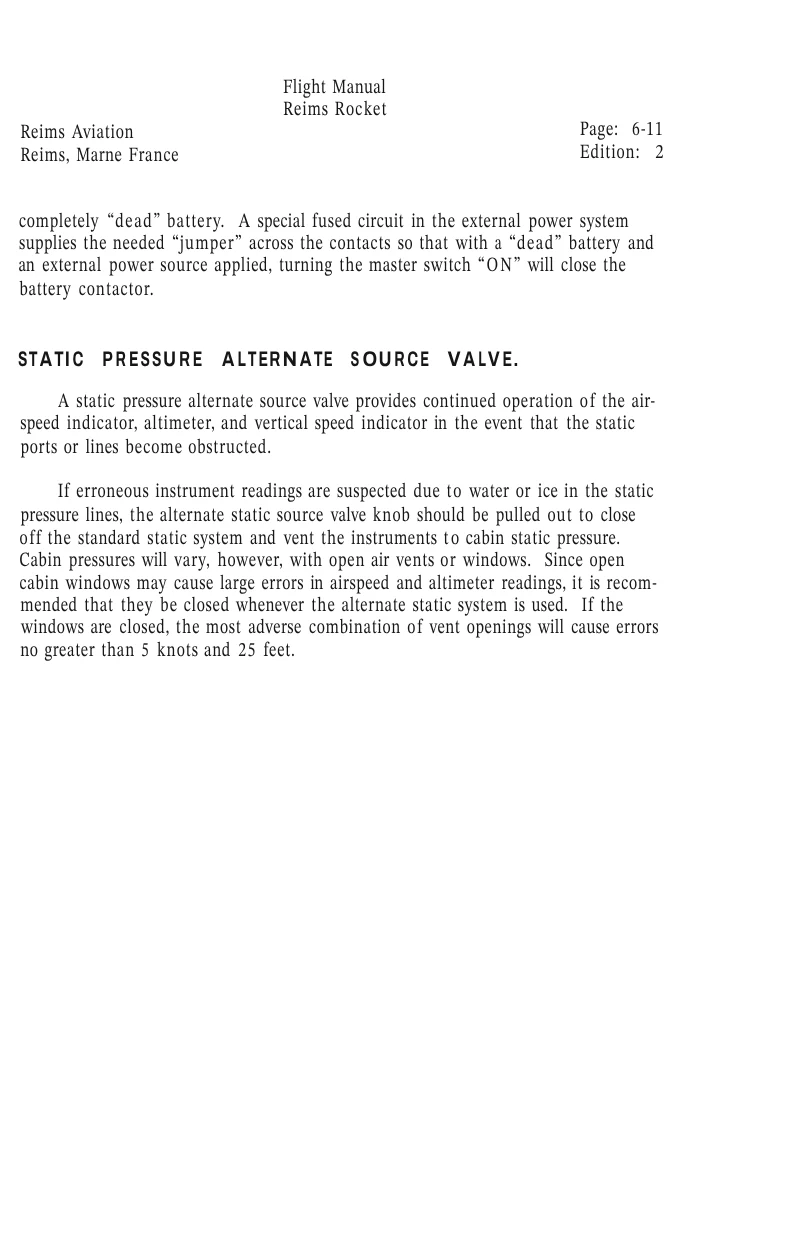 Flight Manual
Reims Rocket
Reims Aviation
Reims, Marne France
Page: 6-11
Edition: 2
completely “dead” battery. A special fused circuit in the external power system
supplies the needed “jumper” across the contacts so that with a “dead” battery and
an external power source applied, turning the master switch “ON” will close the
battery contactor.
STATIC PRESSURE ALTERNATE SOURCE VALVE.
A static pressure alternate source valve provides continued operation of the air-
speed indicator, altimeter, and vertical speed indicator in the event that the static
ports or lines become obstructed.
If erroneous instrument readings are suspected due to water or ice in the static
pressure lines, the alternate static source valve knob should be pulled out to close
off the standard static system and vent the instruments to cabin static pressure.
Cabin pressures will vary, however, with open air vents or windows. Since open
cabin windows may cause large errors in airspeed and altimeter readings, it is recom-
mended that they be closed whenever the alternate static system is used. If the
windows are closed, the most adverse combination of vent openings will cause errors
no greater than 5 knots and 25 feet.